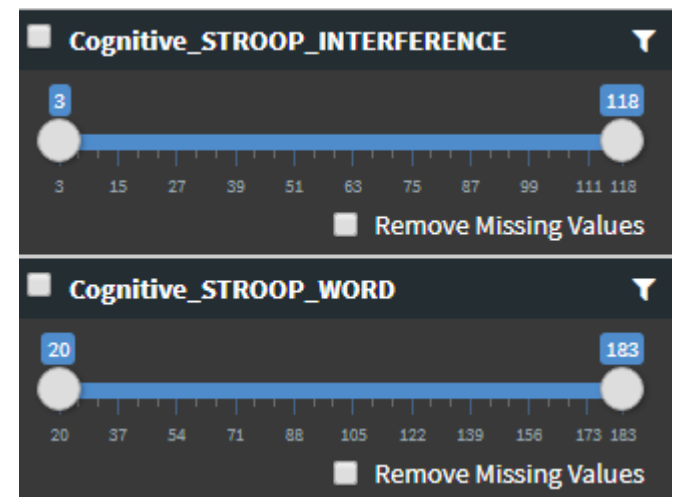 Cognitive_STROOP_INTERFERENCE
3 118
3 15 27 39 51 63 75 87 99 111 118
Remove Missing Values
Cognitive_STROOP_WORD
20 183
20 37 54 71 88 105 122 139 156 173 183
Remove Missing Values